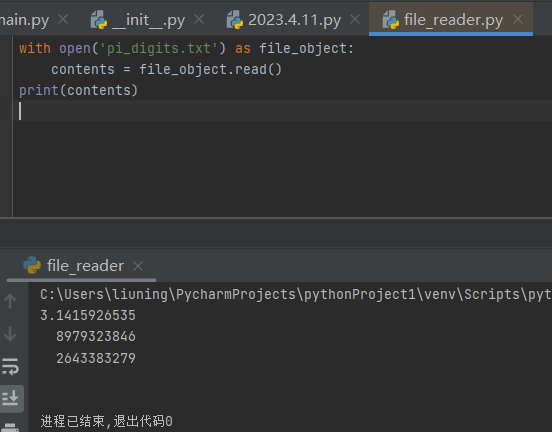 main.py __init__.py 2023.4.11.py file_reader.py
with open('pi_digits.txt') as file_object:
    contents = file_object.read()
print(contents)
file_reader
C:\Users\liuning\PycharmProjects\pythonProject1\venv\Scripts\pyt
3.1415926535
  8979323846
  2643383279
进程已结束,退出代码0